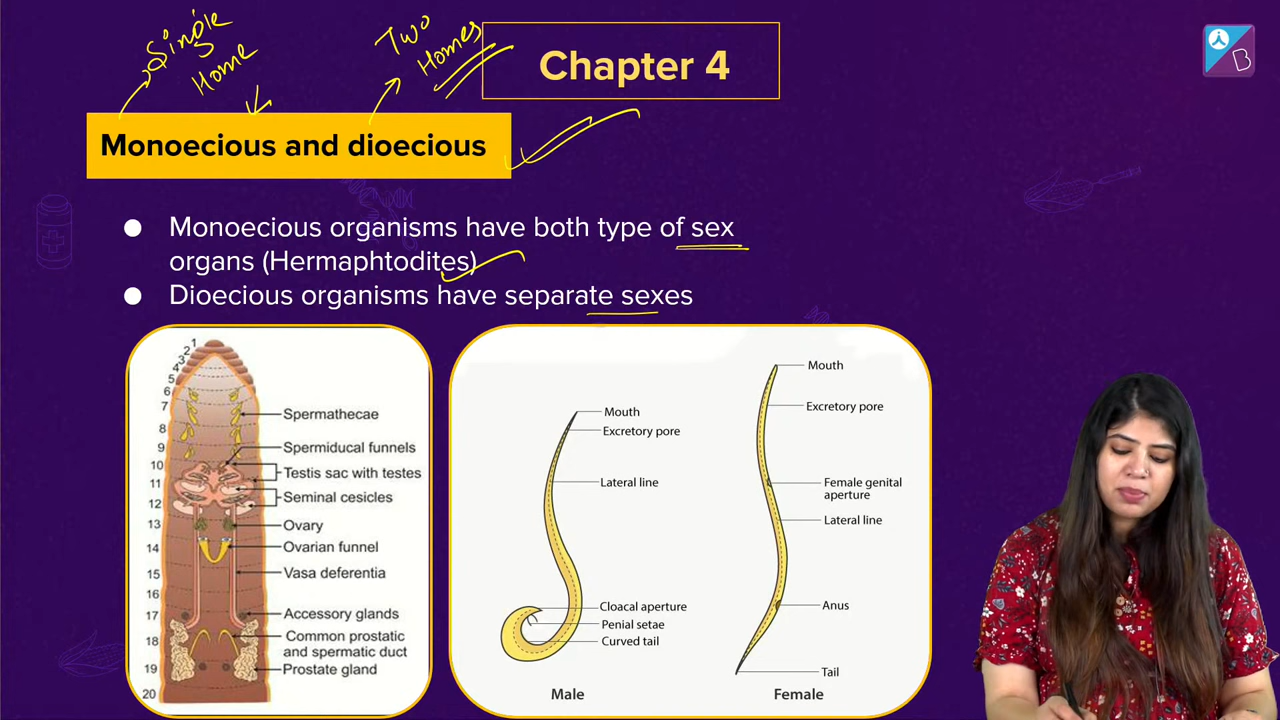 Single
Home
Two
Homes
Chapter 4
B
Monoecious and dioecious
● Monoecious organisms have both type of sex
organs (Hermaphtodites)
● Dioecious organisms have separate sexes
1
2
3
4
5
6
7
8
9
10
11
12
13
14
15
16
17
18
19
20
Spermathecae
Spermiducal funnels
Testis sac with testes
Seminal cesicles
Ovary
Ovarian funnel
Vasa deferentia
Accessory glands
Common prostatic
and spermatic duct
Prostate gland
Mouth
Excretory pore
Lateral line
Cloacal aperture
Penial setae
Curved tail
Male
Mouth
Excretory pore
Female genital
aperture
Lateral line
Anus
Tail
Female